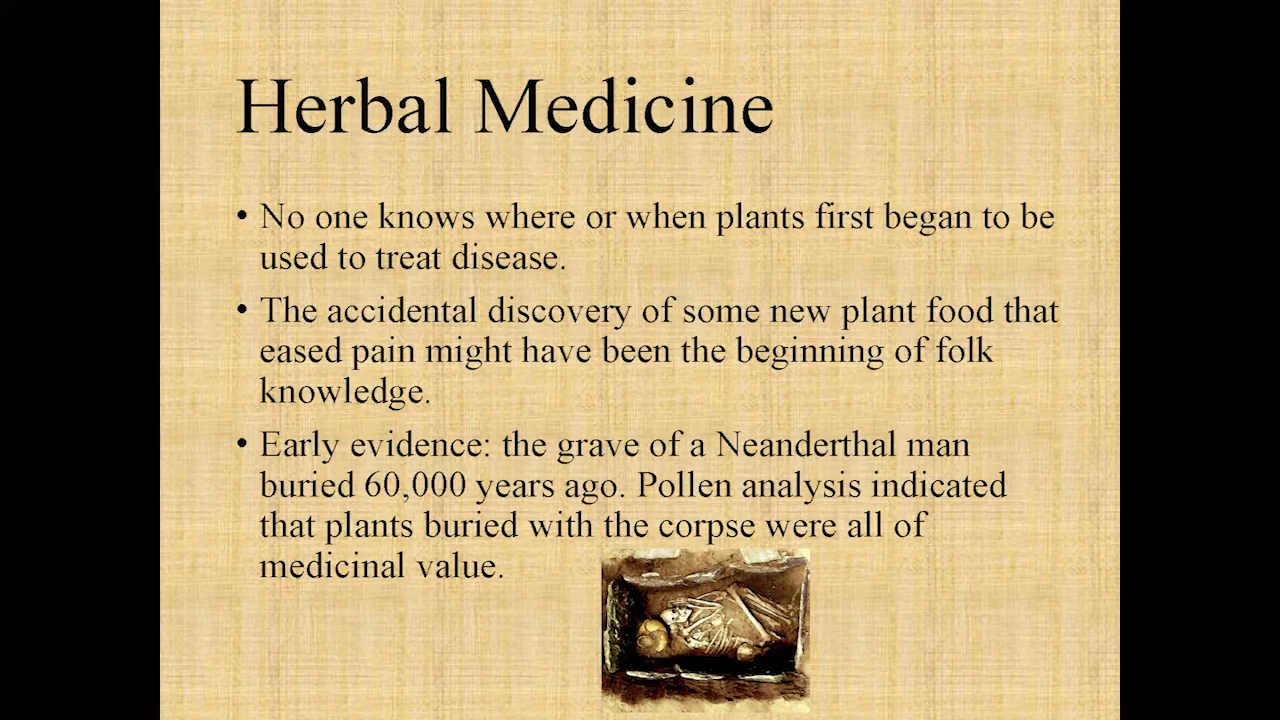 Herbal Medicine
• No one knows where or when plants first began to be
used to treat disease.
• The accidental discovery of some new plant food that
eased pain might have been the beginning of folk
knowledge.
• Early evidence: the grave of a Neanderthal man
buried 60,000 years ago. Pollen analysis indicated
that plants buried with the corpse were all of
medicinal value.